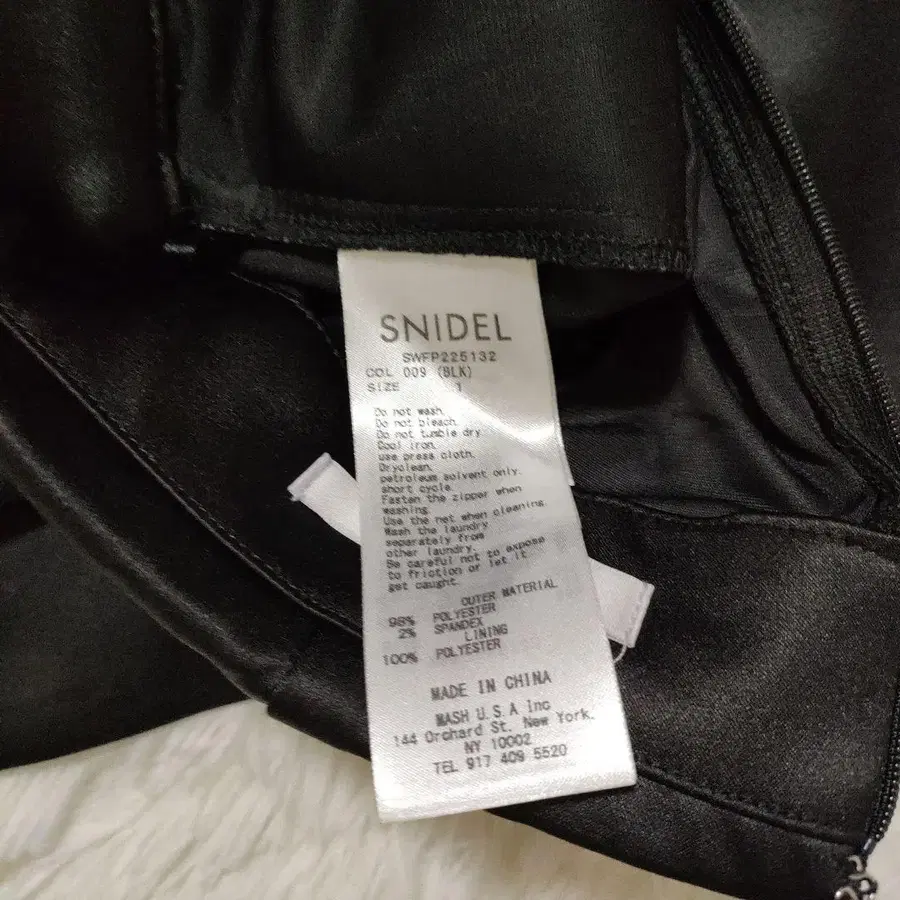 SNIDEL
SWFP225132
COL 009 (BLK)
SIZE 1
Do not wash.
Do not bleach.
Do not tumble dry
Cool iron.
use press cloth.
Dryclean.
petroleum solvent only.
short cycle.
Fasten the zipper when
washing.
Use the net when cleaning.
Wash the laundry
separately from
other laundry.
Be careful not to expose
to friction or let it
get caught.
OUTER MATERIAL
98% POLYESTER
2% SPANDEX
LINING
100% POLYESTER
MADE IN CHINA
MASH U.S.A Inc
144 Orchard St. New York.
NY 10002
TEL 917 409 5520